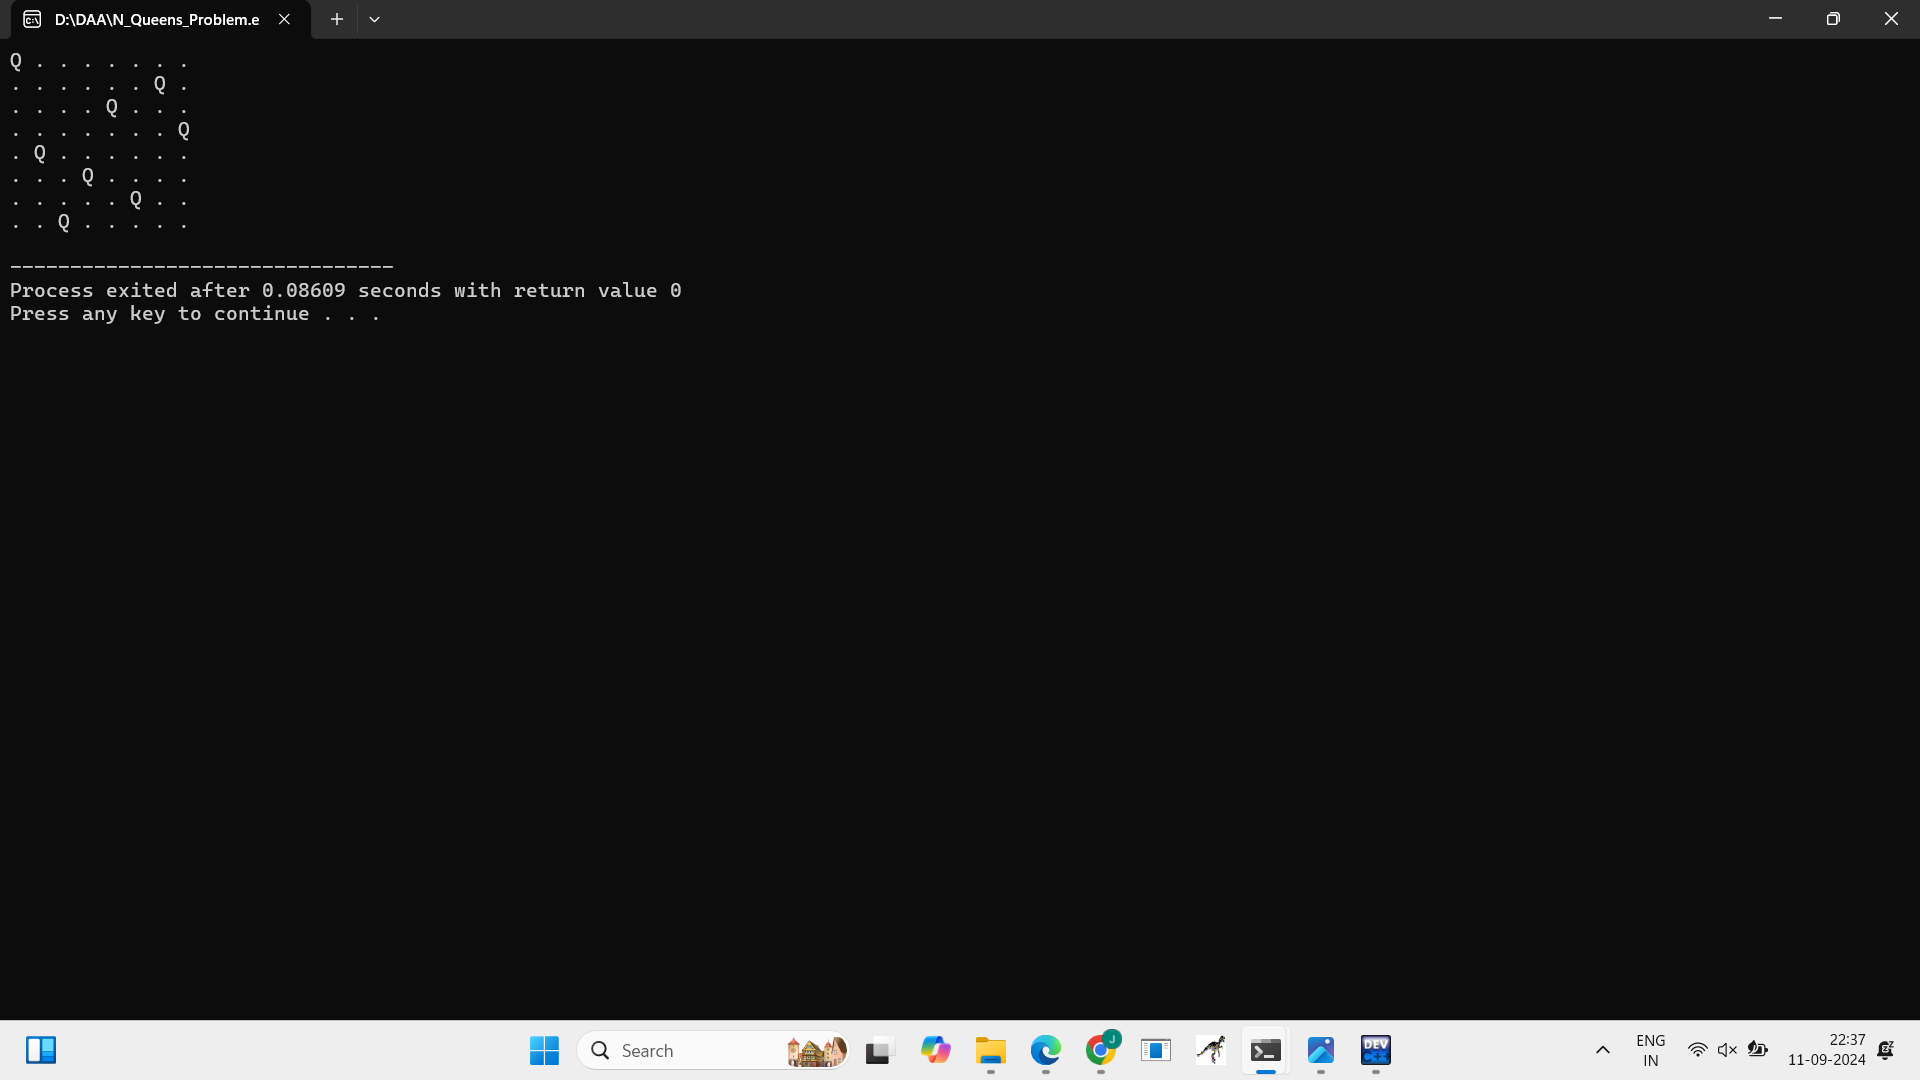 D:\DAA\N_Queens_Problem.e
Q . . . . . . .
. . . . . . Q .
. . . . Q . . .
. . . . . . . Q
. Q . . . . . .
. . . Q . . . .
. . . . . Q . .
. . Q . . . . .
--------------------------------
Process exited after 0.08609 seconds with return value 0
Press any key to continue . . .
Search
J
DEV
C++
ENG
IN
22:37
11-09-2024